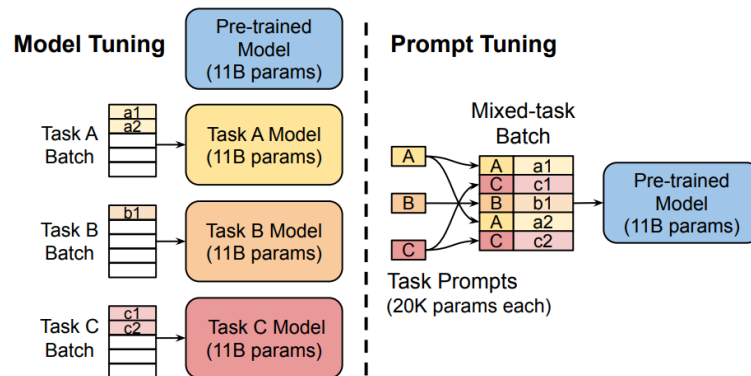 Model Tuning
Pre-trained
Model
(11B params)
a1
a2
Task A
Batch
Task A Model
(11B params)
b1
Task B
Batch
Task B Model
(11B params)
c1
c2
Task C
Batch
Task C Model
(11B params)
Prompt Tuning
Mixed-task
Batch
A
B
C
A a1
C c1
B b1
A a2
C c2
Pre-trained
Model
(11B params)
Task Prompts
(20K params each)